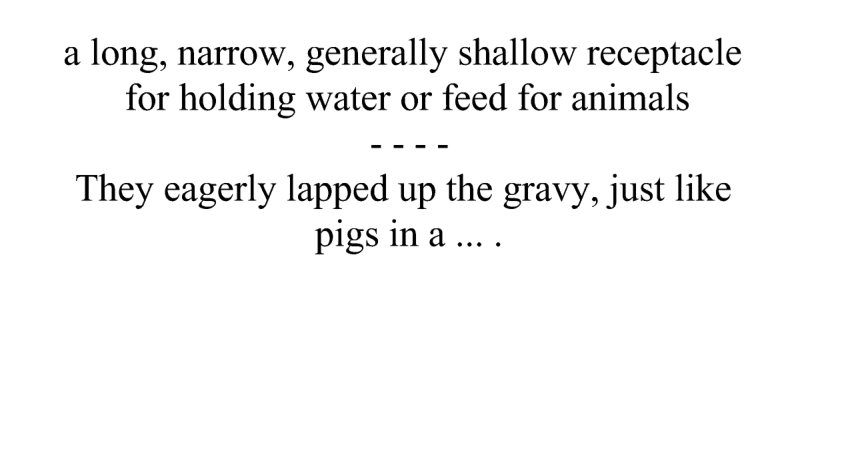 a long, narrow, generally shallow receptacle
for holding water or feed for animals
- - - -
They eagerly lapped up the gravy, just like
pigs in a ... .